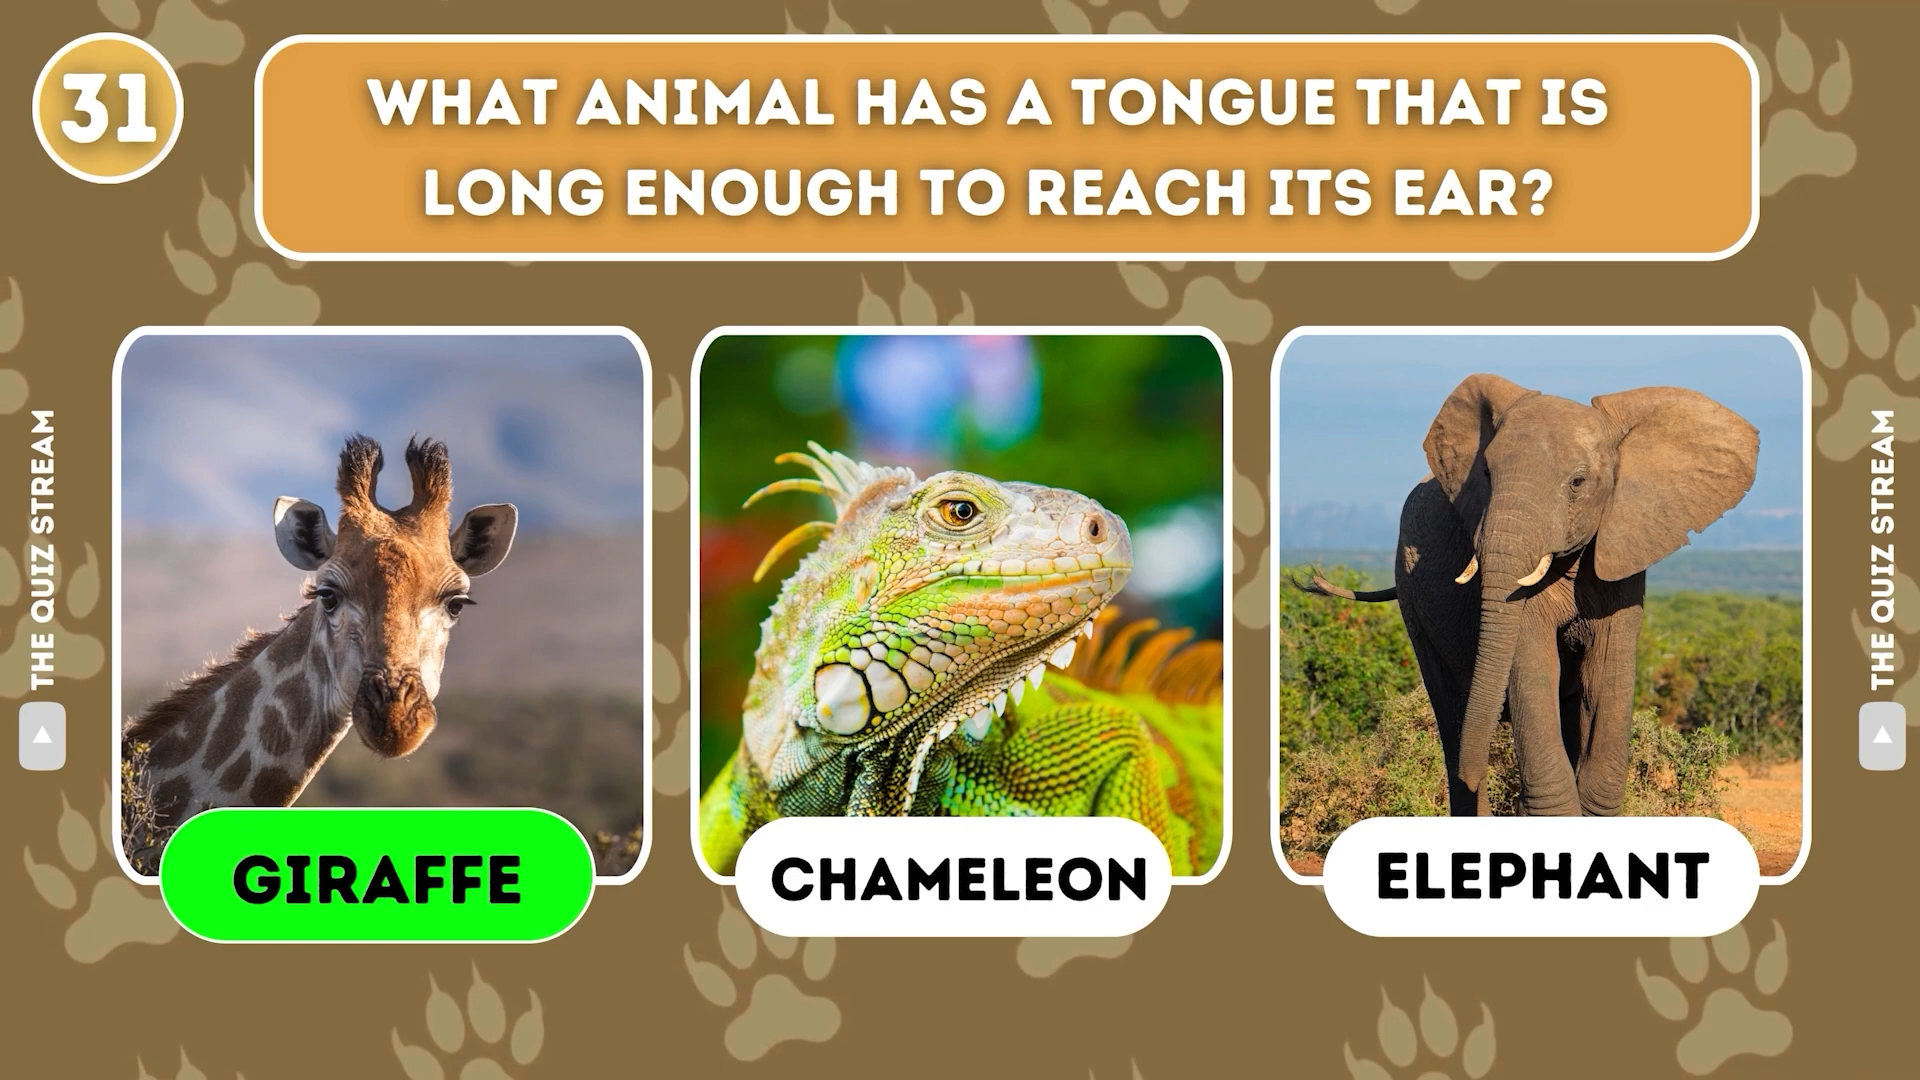 31
WHAT ANIMAL HAS A TONGUE THAT IS
LONG ENOUGH TO REACH ITS EAR?
THE QUIZ STREAM
THE QUIZ STREAM
GIRAFFE
CHAMELEON
ELEPHANT